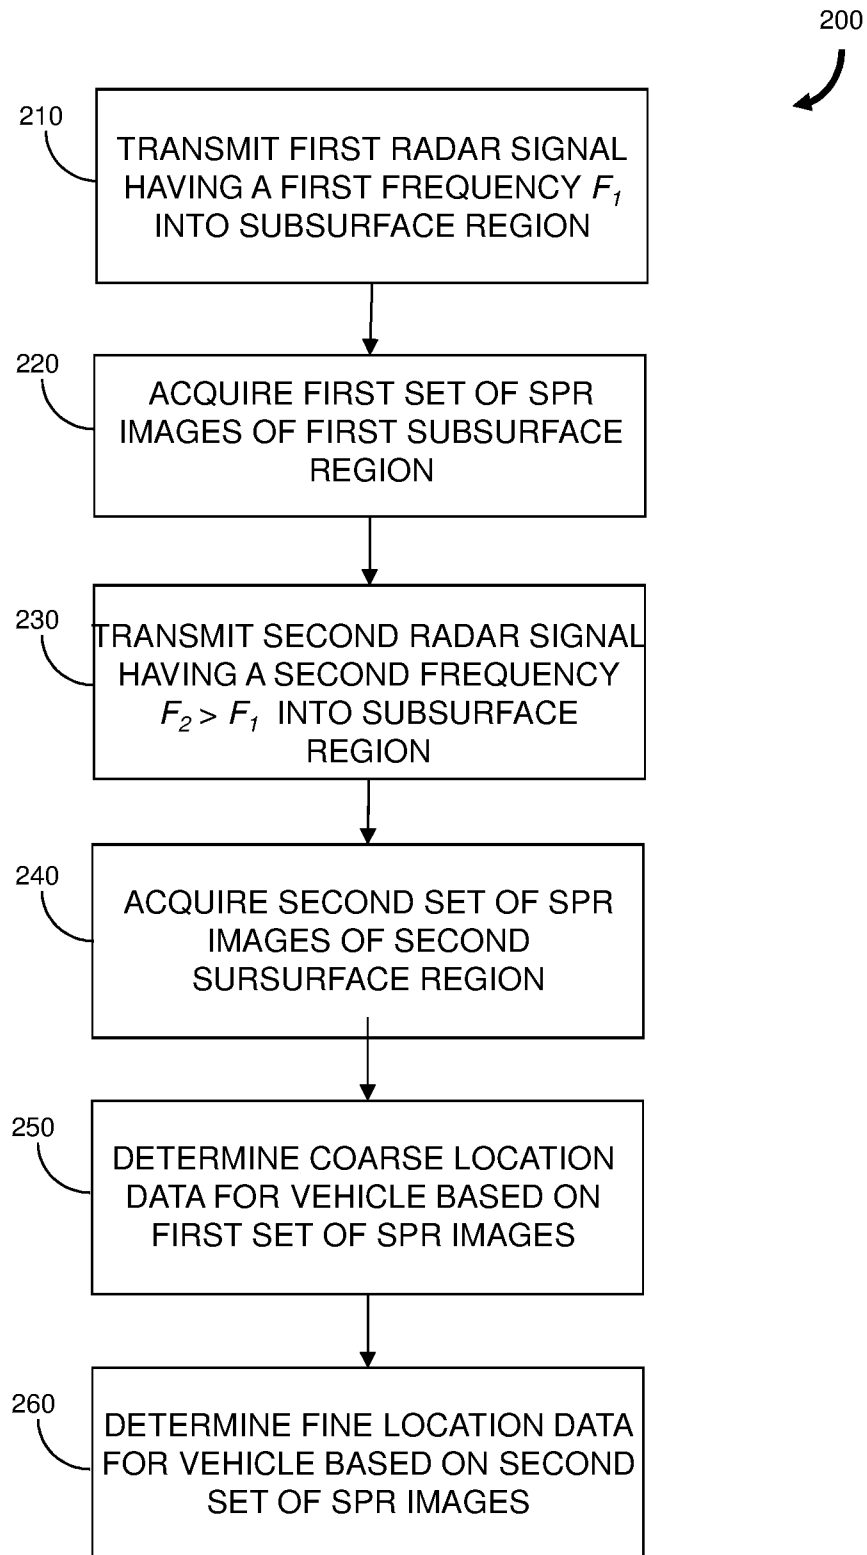 200
210
TRANSMIT FIRST RADAR SIGNAL
HAVING A FIRST FREQUENCY F₁
INTO SUBSURFACE REGION
220
ACQUIRE FIRST SET OF SPR
IMAGES OF FIRST SUBSURFACE
REGION
230
TRANSMIT SECOND RADAR SIGNAL
HAVING A SECOND FREQUENCY
F₂ > F₁ INTO SUBSURFACE
REGION
240
ACQUIRE SECOND SET OF SPR
IMAGES OF SECOND
SURSURFACE REGION
250
DETERMINE COARSE LOCATION
DATA FOR VEHICLE BASED ON
FIRST SET OF SPR IMAGES
260
DETERMINE FINE LOCATION DATA
FOR VEHICLE BASED ON SECOND
SET OF SPR IMAGES